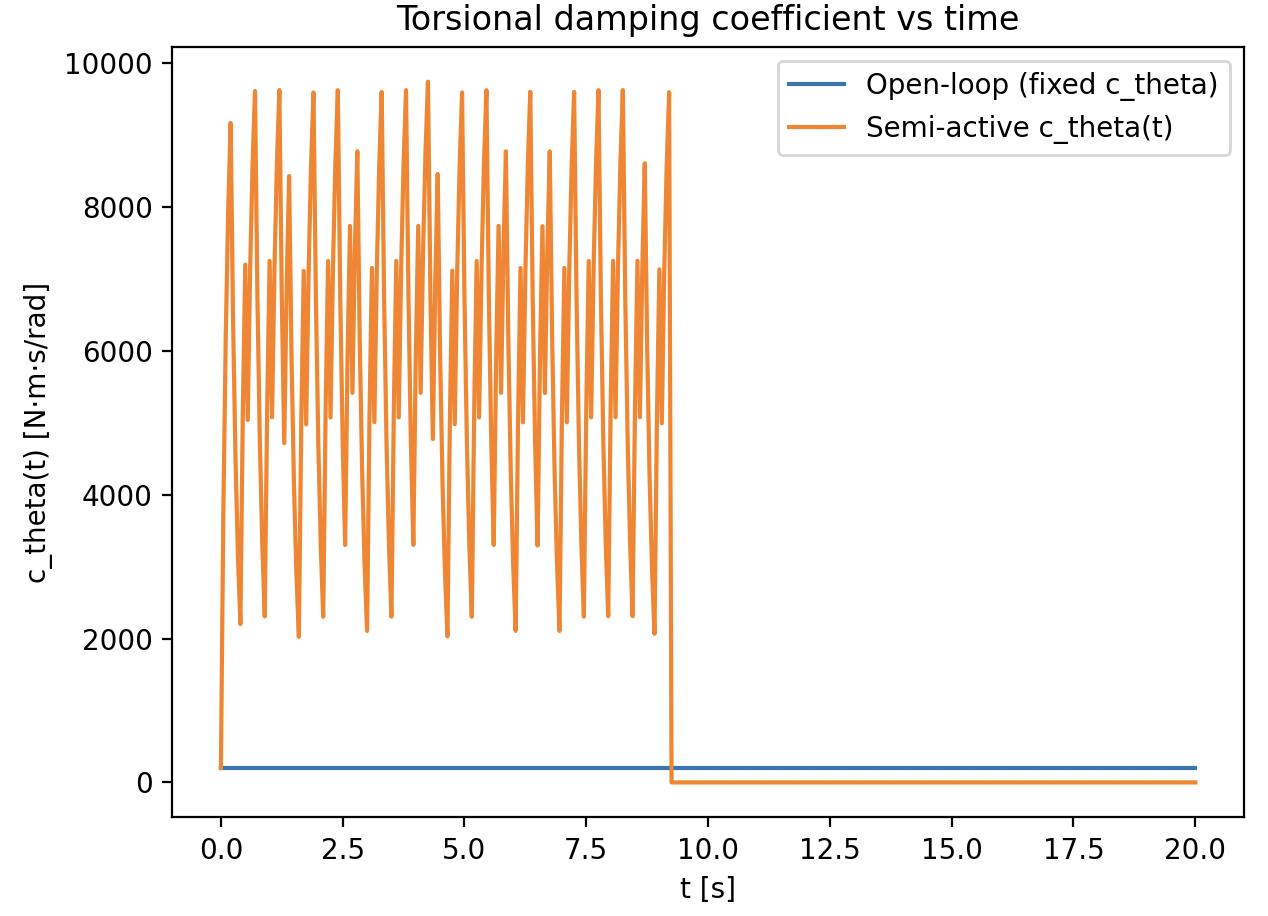 Torsional damping coefficient vs time
Open-loop (fixed c_theta)
Semi-active c_theta(t)
c_theta(t) [N·m·s/rad]
10000
8000
6000
4000
2000
0
0.0 2.5 5.0 7.5 10.0 12.5 15.0 17.5 20.0
t [s]